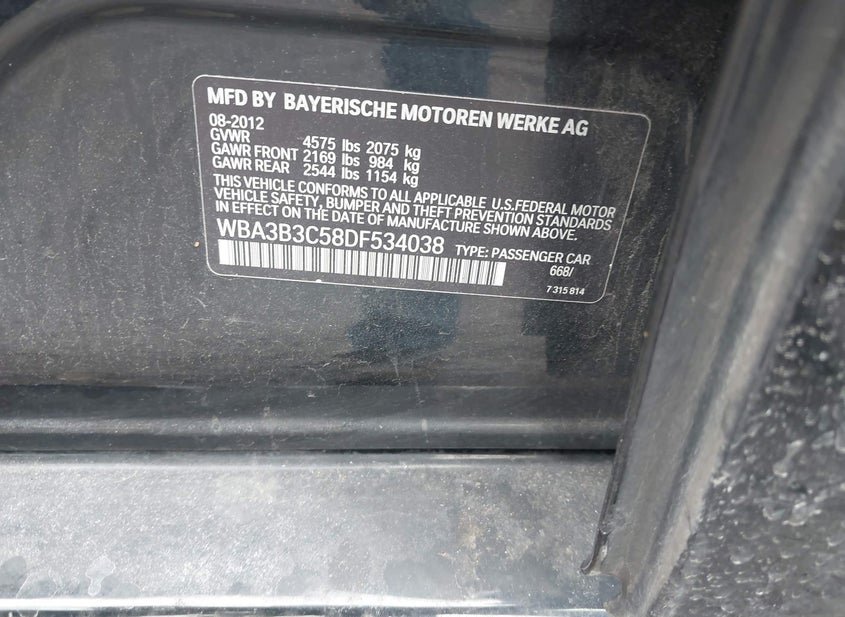 MFD BY BAYERISCHE MOTOREN WERKE AG
08-2012
GVWR 4575 lbs 2075 kg
GAWR FRONT 2169 lbs 984 kg
GAWR REAR 2544 lbs 1154 kg
THIS VEHICLE CONFORMS TO ALL APPLICABLE U.S.FEDERAL MOTOR
VEHICLE SAFETY, BUMPER AND THEFT PREVENTION STANDARDS
IN EFFECT ON THE DATE OF MANUFACTURE SHOWN ABOVE.
WBA3B3C58DF534038 TYPE: PASSENGER CAR
668/
7 315 814